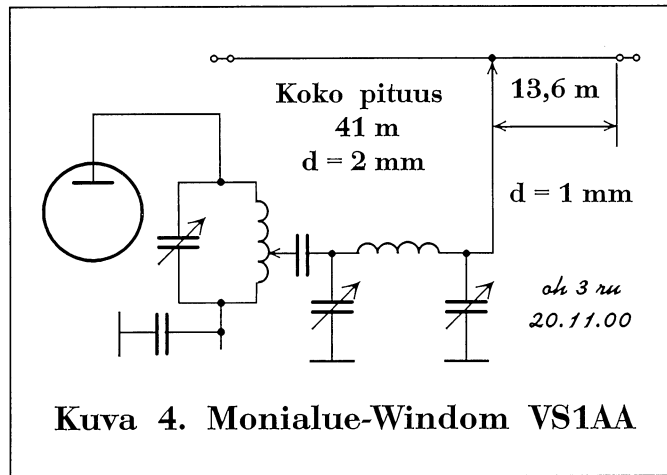 Koko pituus
41 m
d = 2 mm
13,6 m
d = 1 mm
oh 3 ru
20.11.00
Kuva 4. Monialue-Windom VS1AA